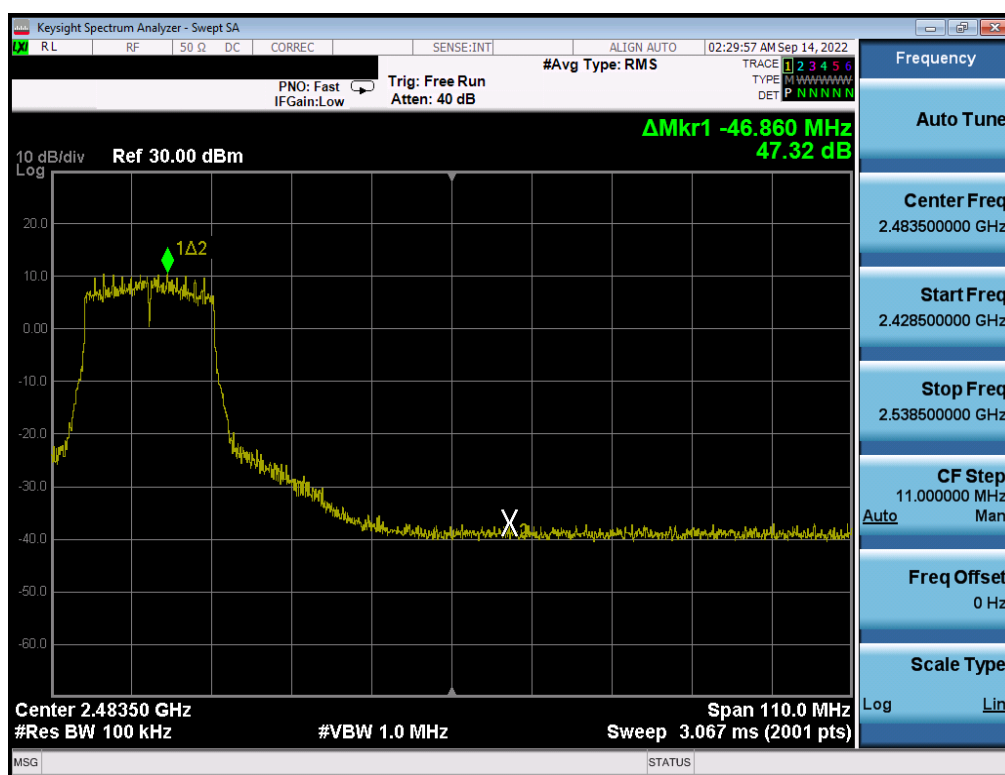 Keysight Spectrum Analyzer - Swept SA
LXI RL RF 50 Ω DC CORREC SENSE:INT ALIGN AUTO 02:29:57 AM Sep 14, 2022
PNO: Fast
IFGain:Low
Trig: Free Run
Atten: 40 dB
#Avg Type: RMS
TRACE 1 2 3 4 5 6
TYPE M WWWWW
DET P N N N N N
ΔMkr1 -46.860 MHz
47.32 dB
10 dB/div Ref 30.00 dBm
Log
1Δ2
20.0
10.0
0.00
-10.0
-20.0
-30.0
-40.0
-50.0
-60.0
X2
Center 2.48350 GHz Span 110.0 MHz
#Res BW 100 kHz #VBW 1.0 MHz Sweep 3.067 ms (2001 pts)
MSG STATUS
Frequency
Auto Tune
Center Freq
2.483500000 GHz
Start Freq
2.428500000 GHz
Stop Freq
2.538500000 GHz
CF Step
11.000000 MHz
Auto Man
Freq Offset
0 Hz
Scale Type
Log Lin